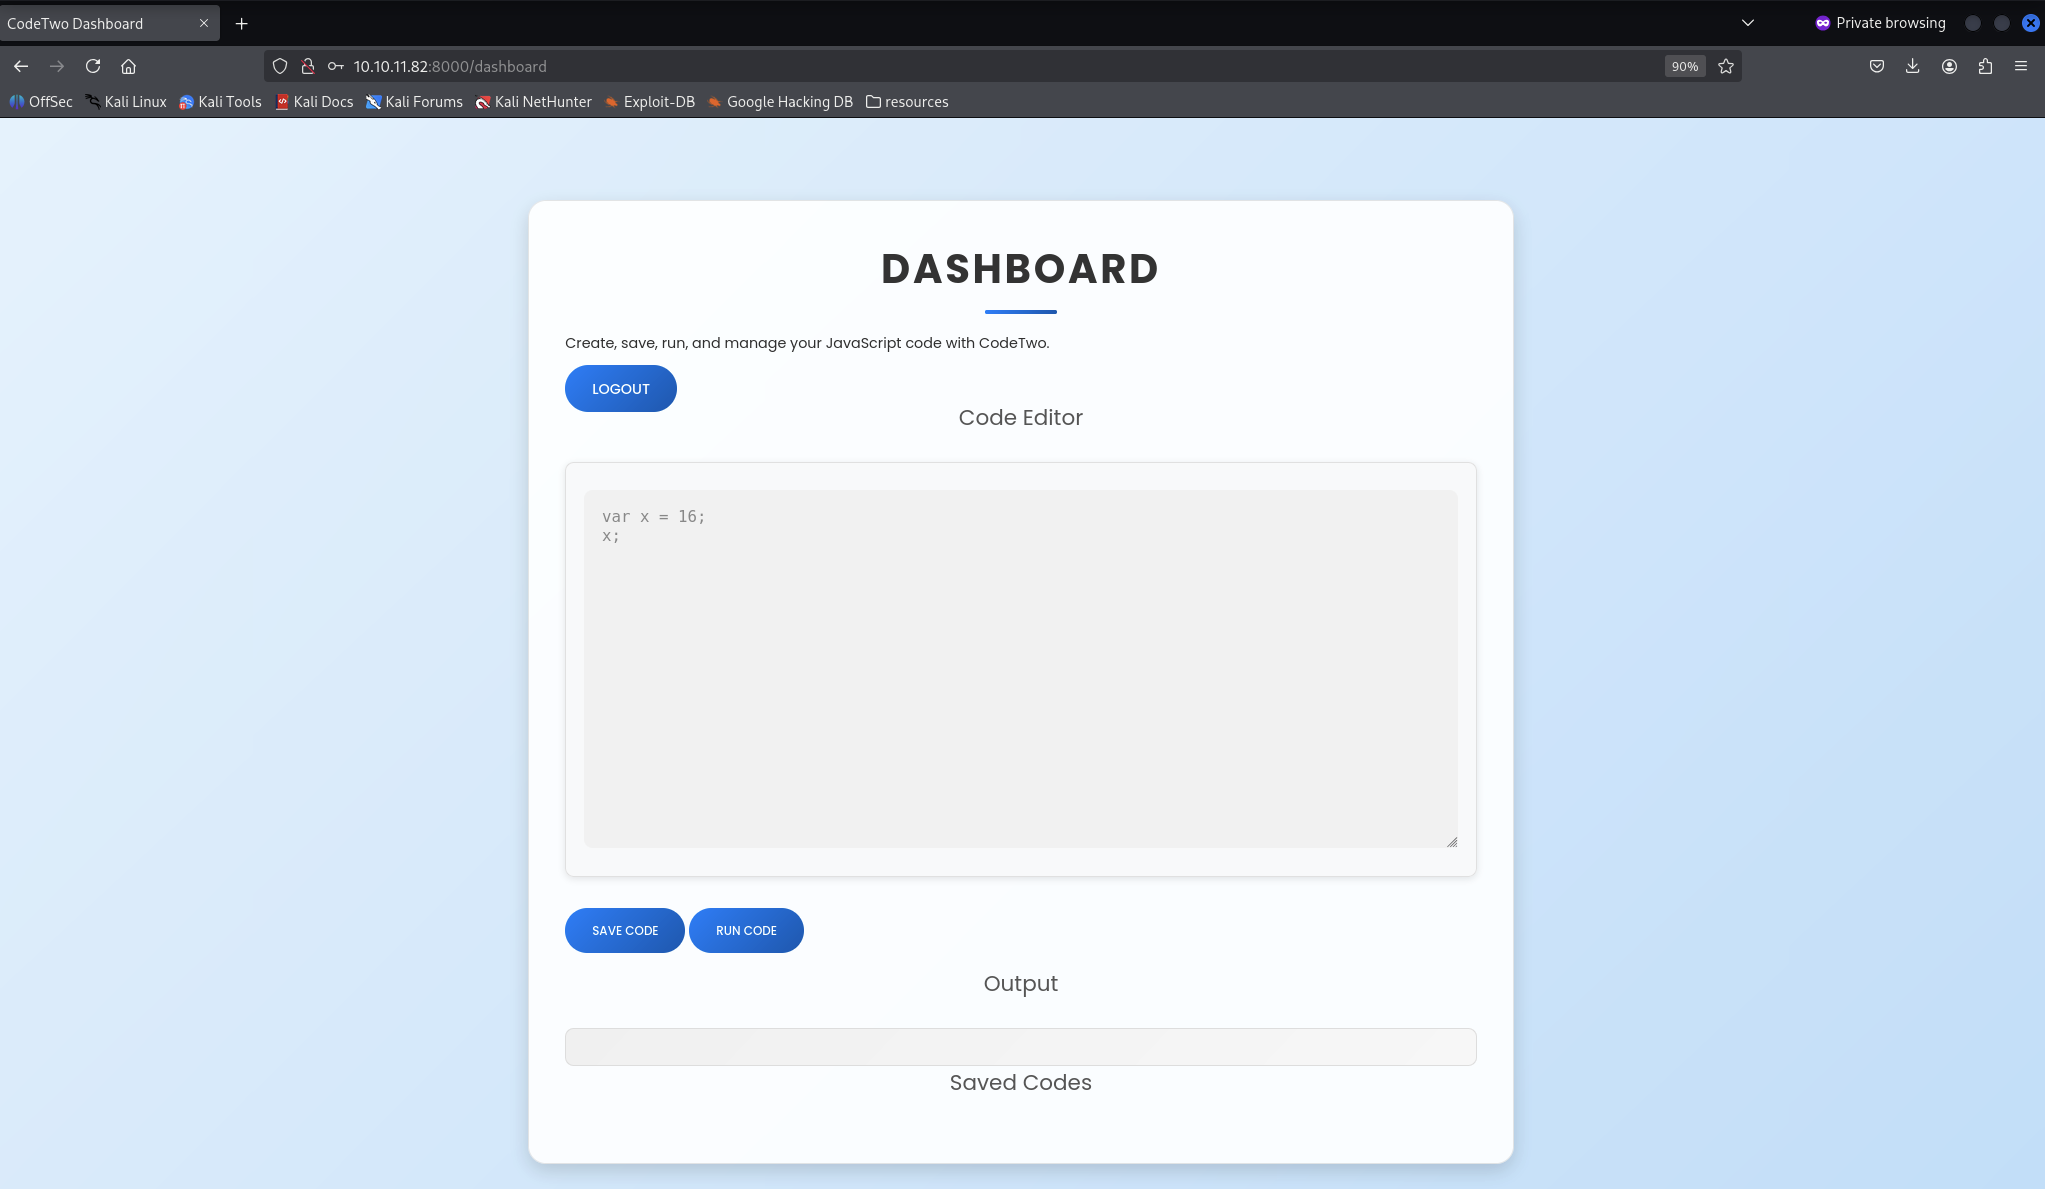 CodeTwo Dashboard
Private browsing
10.10.11.82:8000/dashboard
90%
OffSec Kali Linux Kali Tools Kali Docs Kali Forums Kali NetHunter Exploit-DB Google Hacking DB resources
DASHBOARD
Create, save, run, and manage your JavaScript code with CodeTwo.
LOGOUT
Code Editor
var x = 16;
x;
SAVE CODE RUN CODE
Output
Saved Codes